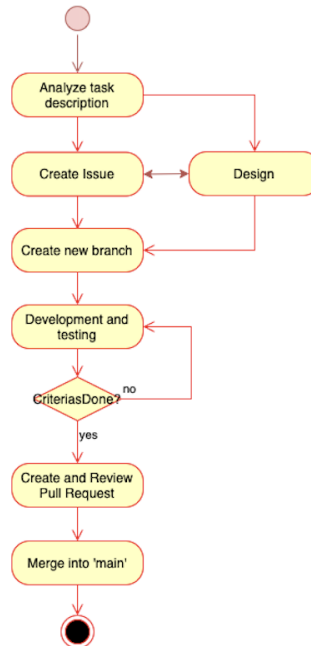 Analyze task
description
Create Issue
Design
Create new branch
Development and
testing
CriteriasDone?
no
yes
Create and Review
Pull Request
Merge into 'main'